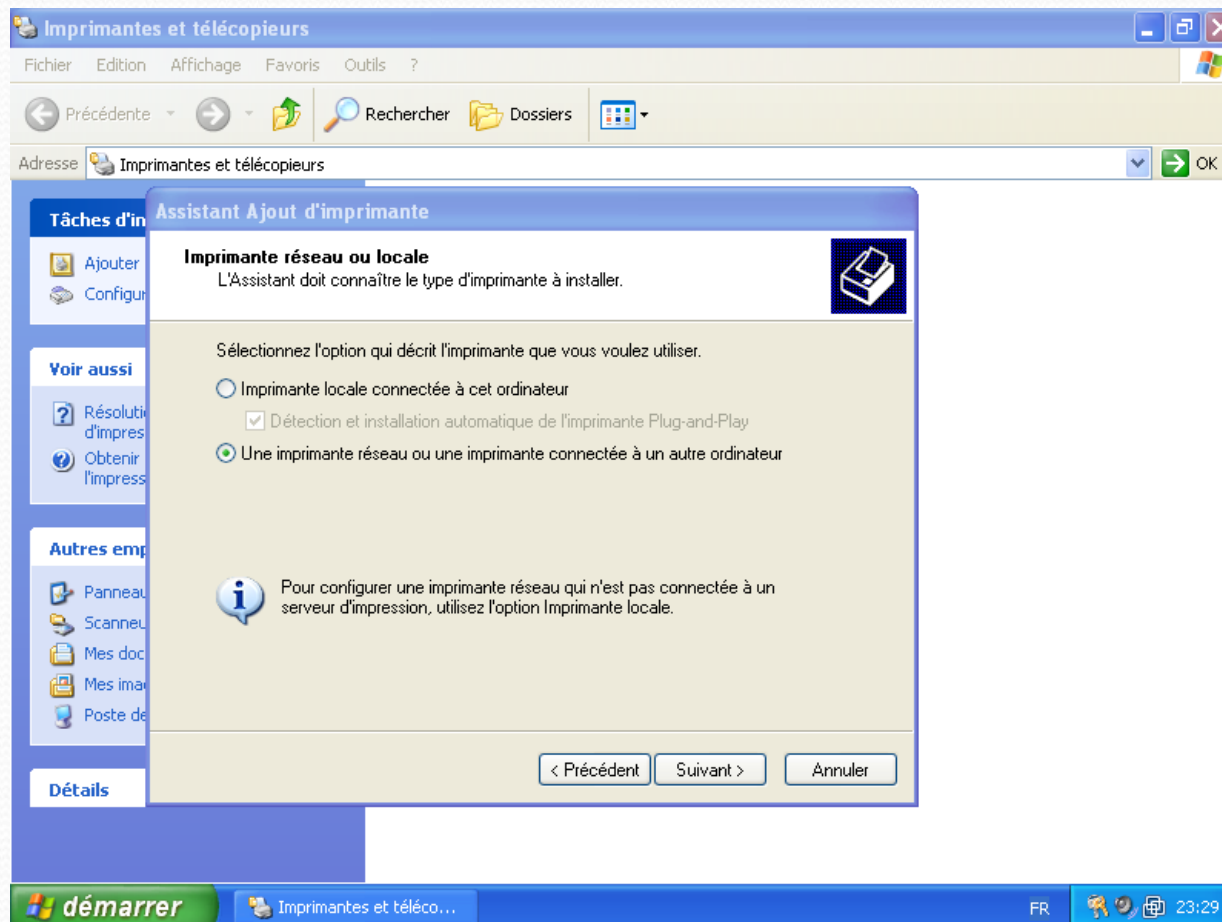 Imprimantes et télécopieurs
Fichier Edition Affichage Favoris Outils ?
Précédente Rechercher Dossiers
Adresse Imprimantes et télécopieurs OK
Tâches d'in
Ajouter
Configur
Voir aussi
Résoluti
d'impres
Obtenir
l'impress
Autres emp
Panneau
Scanneu
Mes doc
Mes imag
Poste de
Détails
Assistant Ajout d'imprimante
Imprimante réseau ou locale
L'Assistant doit connaître le type d'imprimante à installer.
Sélectionnez l'option qui décrit l'imprimante que vous voulez utiliser.
Imprimante locale connectée à cet ordinateur
Détection et installation automatique de l'imprimante Plug-and-Play
Une imprimante réseau ou une imprimante connectée à un autre ordinateur
Pour configurer une imprimante réseau qui n'est pas connectée à un
serveur d'impression, utilisez l'option Imprimante locale.
< Précédent Suivant > Annuler
démarrer Imprimantes et téléco... FR 23:29